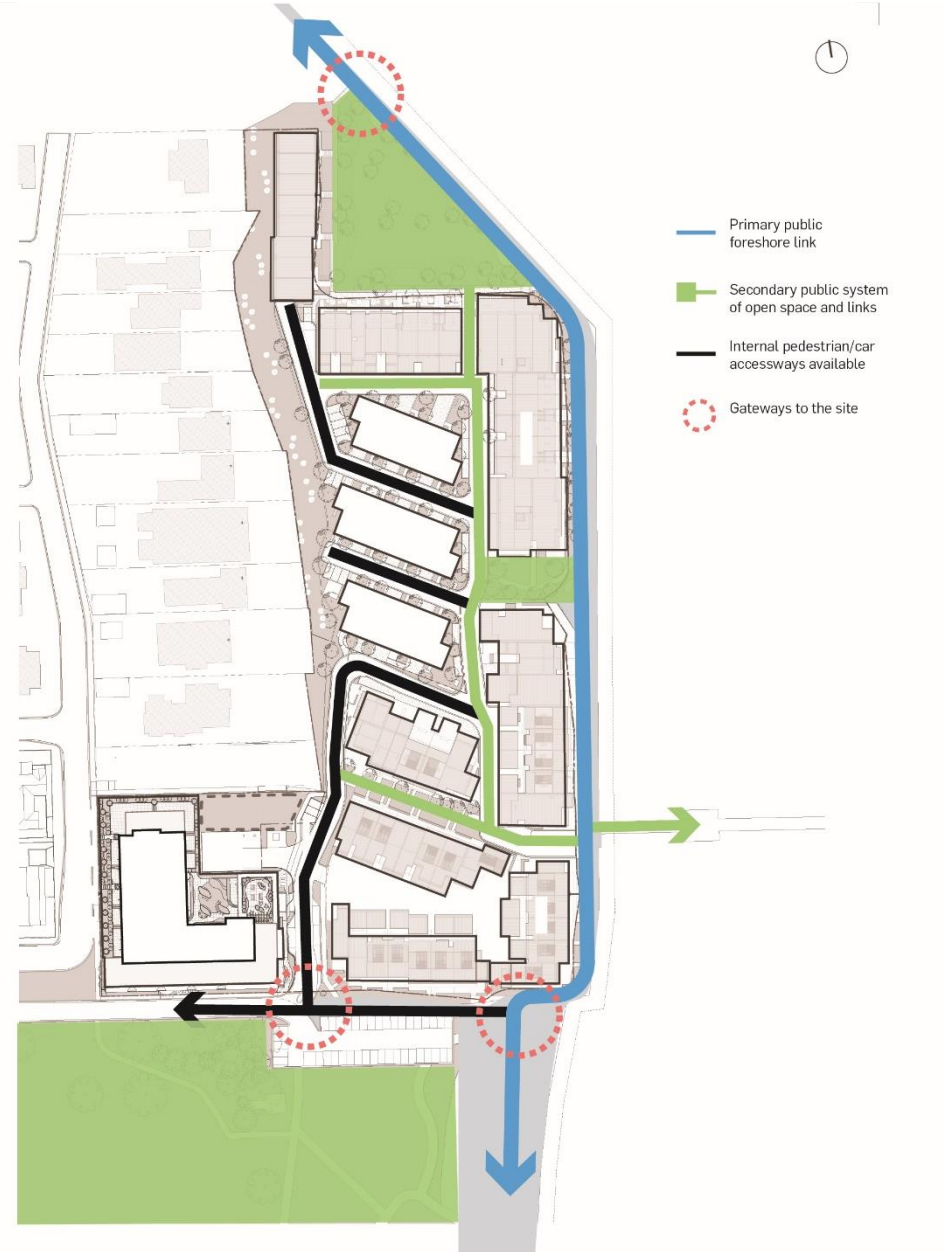 Primary public
foreshore link
Secondary public system
of open space and links
Internal pedestrian/car
accessways available
Gateways to the site